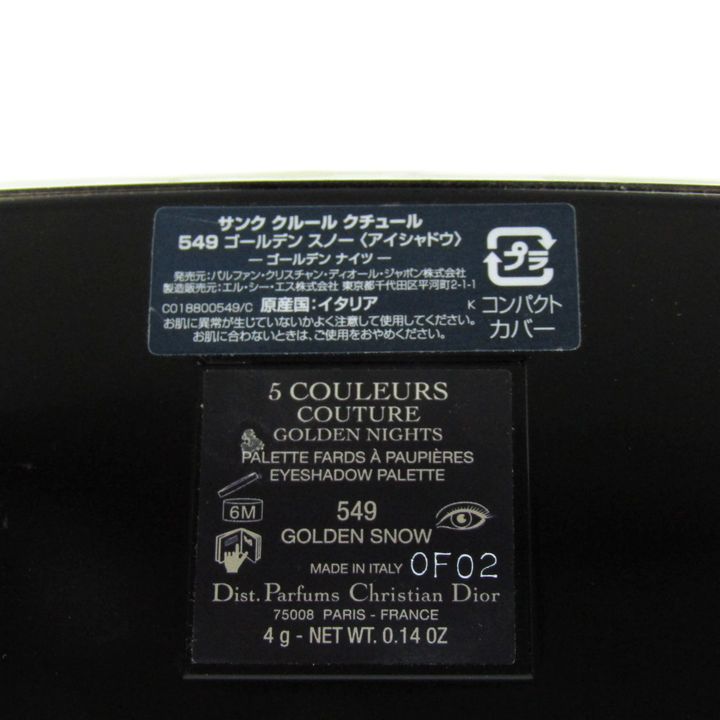 サンク クルール クチュール
549 ゴールデン スノー〈アイシャドウ〉
－ゴールデン ナイツ－
発売元：パルファン・クリスチャン・ディオール・ジャポン株式会社
製造販売元：エル・シー・エス株式会社 東京都千代田区平河町2-1-1
C018800549/C 原産国：イタリア
お肌に異常が生じていないかよく注意して使用してください。
お肌に合わないときは、ご使用をおやめください。
プラ
K コンパクト
カバー
5 COULEURS
COUTURE
GOLDEN NIGHTS
PALETTE FARDS À PAUPIÈRES
EYESHADOW PALETTE
6M
549
GOLDEN SNOW
MADE IN ITALY 0F02
Dist. Parfums Christian Dior
75008 PARIS - FRANCE
4 g - NET WT. 0.14 OZ